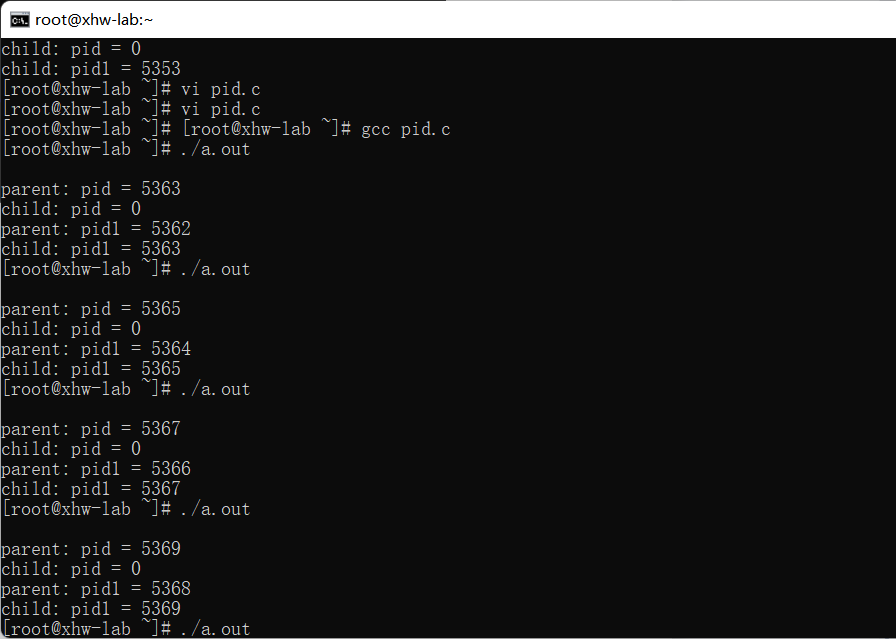 root@xhw-lab:~
child: pid = 0
child: pid1 = 5353
[root@xhw-lab ~]# vi pid.c
[root@xhw-lab ~]# vi pid.c
[root@xhw-lab ~]# [root@xhw-lab ~]# gcc pid.c
[root@xhw-lab ~]# ./a.out
parent: pid = 5363
child: pid = 0
parent: pid1 = 5362
child: pid1 = 5363
[root@xhw-lab ~]# ./a.out
parent: pid = 5365
child: pid = 0
parent: pid1 = 5364
child: pid1 = 5365
[root@xhw-lab ~]# ./a.out
parent: pid = 5367
child: pid = 0
parent: pid1 = 5366
child: pid1 = 5367
[root@xhw-lab ~]# ./a.out
parent: pid = 5369
child: pid = 0
parent: pid1 = 5368
child: pid1 = 5369
[root@xhw-lab ~]# ./a.out